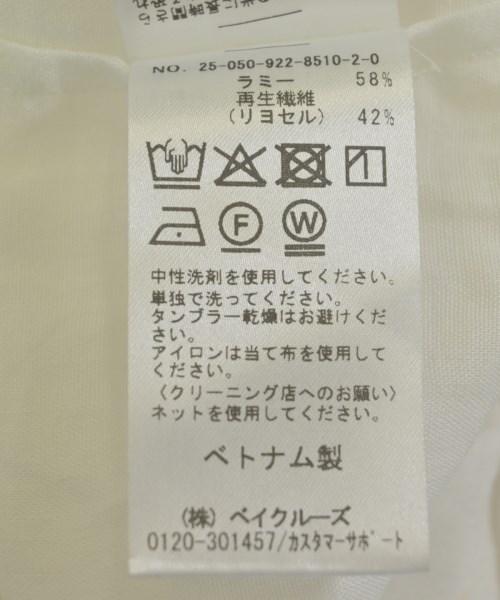 NO. 25-050-922-8510-2-0
ラミー 58%
再生繊維
(リヨセル) 42%
F W
中性洗剤を使用してください。
単独で洗ってください。
タンブラー乾燥はお避けくだ
さい。
アイロンは当て布を使用して
ください。
〈クリーニング店へのお願い〉
ネットを使用してください。
ベトナム製
(株) ベイクルーズ
0120-301457/カスタマーサポート